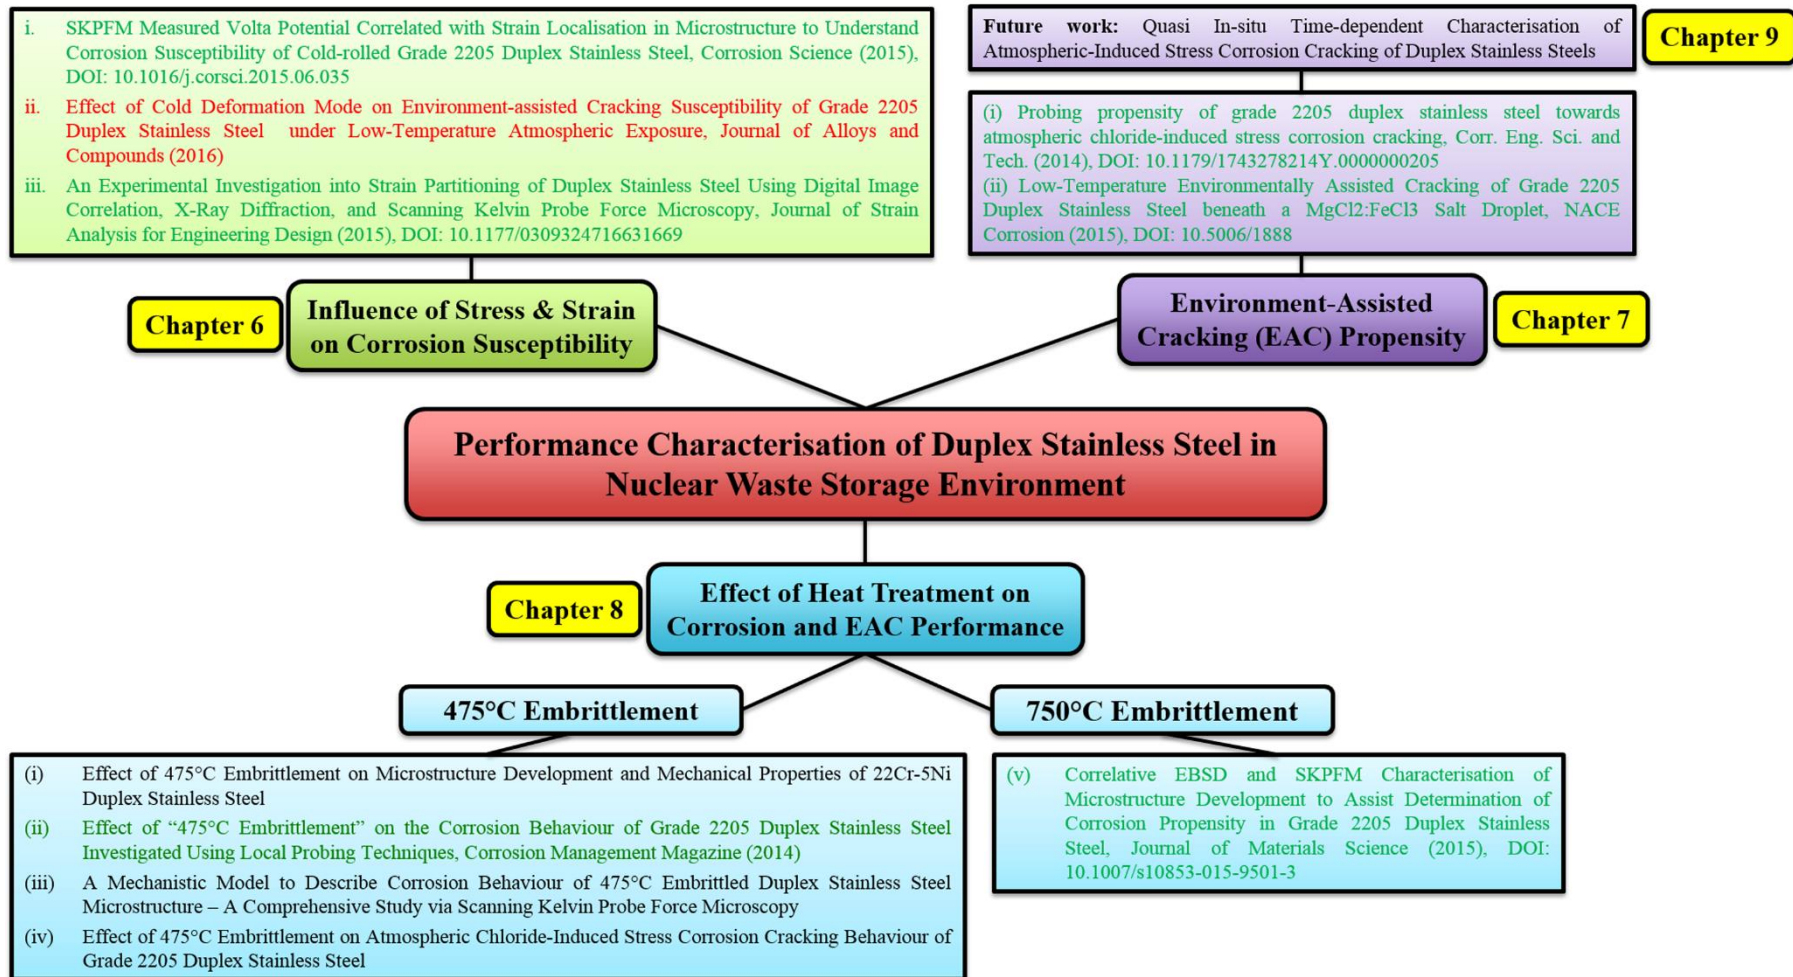 i. SKPFM Measured Volta Potential Correlated with Strain Localisation in Microstructure to Understand
Corrosion Susceptibility of Cold-rolled Grade 2205 Duplex Stainless Steel, Corrosion Science (2015),
DOI: 10.1016/j.corsci.2015.06.035
ii. Effect of Cold Deformation Mode on Environment-assisted Cracking Susceptibility of Grade 2205
Duplex Stainless Steel under Low-Temperature Atmospheric Exposure, Journal of Alloys and
Compounds (2016)
iii. An Experimental Investigation into Strain Partitioning of Duplex Stainless Steel Using Digital Image
Correlation, X-Ray Diffraction, and Scanning Kelvin Probe Force Microscopy, Journal of Strain
Analysis for Engineering Design (2015), DOI: 10.1177/0309324716631669
Future work: Quasi In-situ Time-dependent Characterisation of
Atmospheric-Induced Stress Corrosion Cracking of Duplex Stainless Steels
Chapter 9
(i) Probing propensity of grade 2205 duplex stainless steel towards
atmospheric chloride-induced stress corrosion cracking, Corr. Eng. Sci. and
Tech. (2014), DOI: 10.1179/1743278214Y.0000000205
(ii) Low-Temperature Environmentally Assisted Cracking of Grade 2205
Duplex Stainless Steel beneath a MgCl2:FeCl3 Salt Droplet, NACE
Corrosion (2015), DOI: 10.5006/1888
Chapter 6
Influence of Stress & Strain
on Corrosion Susceptibility
Environment-Assisted
Cracking (EAC) Propensity
Chapter 7
Performance Characterisation of Duplex Stainless Steel in
Nuclear Waste Storage Environment
Chapter 8
Effect of Heat Treatment on
Corrosion and EAC Performance
475°C Embrittlement
750°C Embrittlement
(i) Effect of 475°C Embrittlement on Microstructure Development and Mechanical Properties of 22Cr-5Ni
Duplex Stainless Steel
(ii) Effect of “475°C Embrittlement” on the Corrosion Behaviour of Grade 2205 Duplex Stainless Steel
Investigated Using Local Probing Techniques, Corrosion Management Magazine (2014)
(iii) A Mechanistic Model to Describe Corrosion Behaviour of 475°C Embrittled Duplex Stainless Steel
Microstructure – A Comprehensive Study via Scanning Kelvin Probe Force Microscopy
(iv) Effect of 475°C Embrittlement on Atmospheric Chloride-Induced Stress Corrosion Cracking Behaviour of
Grade 2205 Duplex Stainless Steel
(v) Correlative EBSD and SKPFM Characterisation of
Microstructure Development to Assist Determination of
Corrosion Propensity in Grade 2205 Duplex Stainless
Steel, Journal of Materials Science (2015), DOI:
10.1007/s10853-015-9501-3